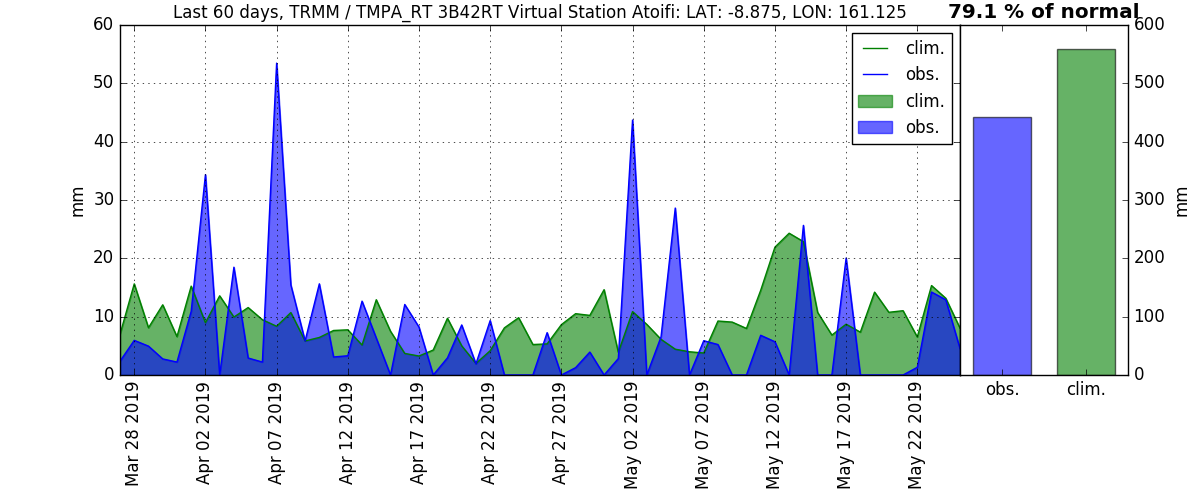 Last 60 days, TRMM / TMPA_RT 3B42RT Virtual Station Atoifi: LAT: -8.875, LON: 161.125
79.1 % of normal
60
50
40
30
20
10
0
mm
clim.
obs.
clim.
obs.
600
500
400
300
200
100
0
mm
Mar 28 2019
Apr 02 2019
Apr 07 2019
Apr 12 2019
Apr 17 2019
Apr 22 2019
Apr 27 2019
May 02 2019
May 07 2019
May 12 2019
May 17 2019
May 22 2019
obs.
clim.